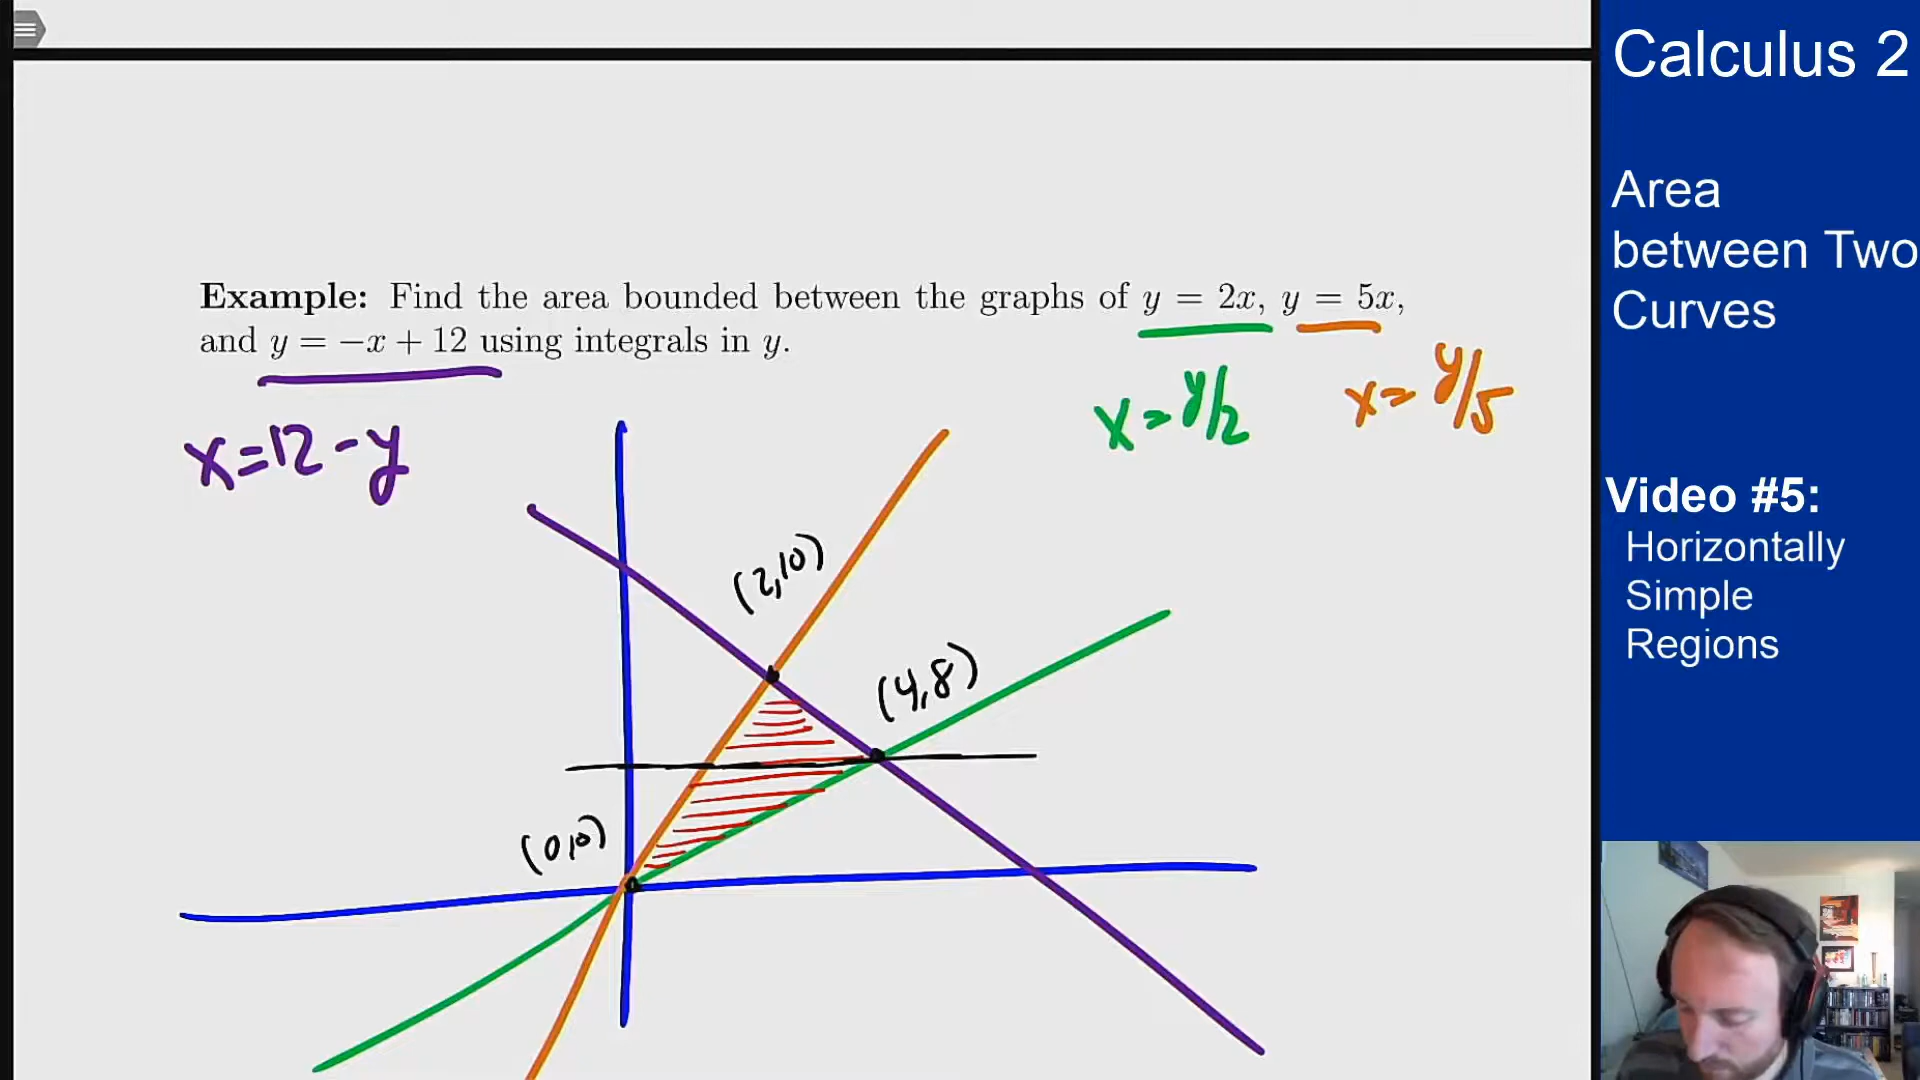 Calculus 2
Area
between Two
Curves
Video #5:
Horizontally
Simple
Regions
Example: Find the area bounded between the graphs of y = 2x, y = 5x,
and y = −x + 12 using integrals in y.
x = y/2
x = y/5
x = 12 - y
(2,10)
(4,8)
(0,0)